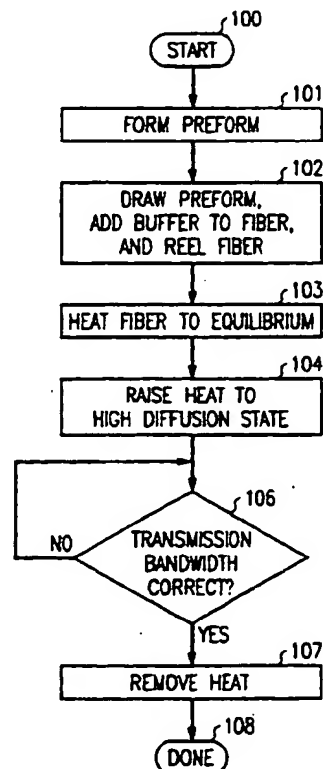 100
START
101
FORM PREFORM
102
DRAW PREFORM,
ADD BUFFER TO FIBER,
AND REEL FIBER
103
HEAT FIBER TO EQUILIBRIUM
104
RAISE HEAT TO
HIGH DIFFUSION STATE
106
NO
TRANSMISSION
BANDWIDTH
CORRECT?
YES
107
REMOVE HEAT
108
DONE